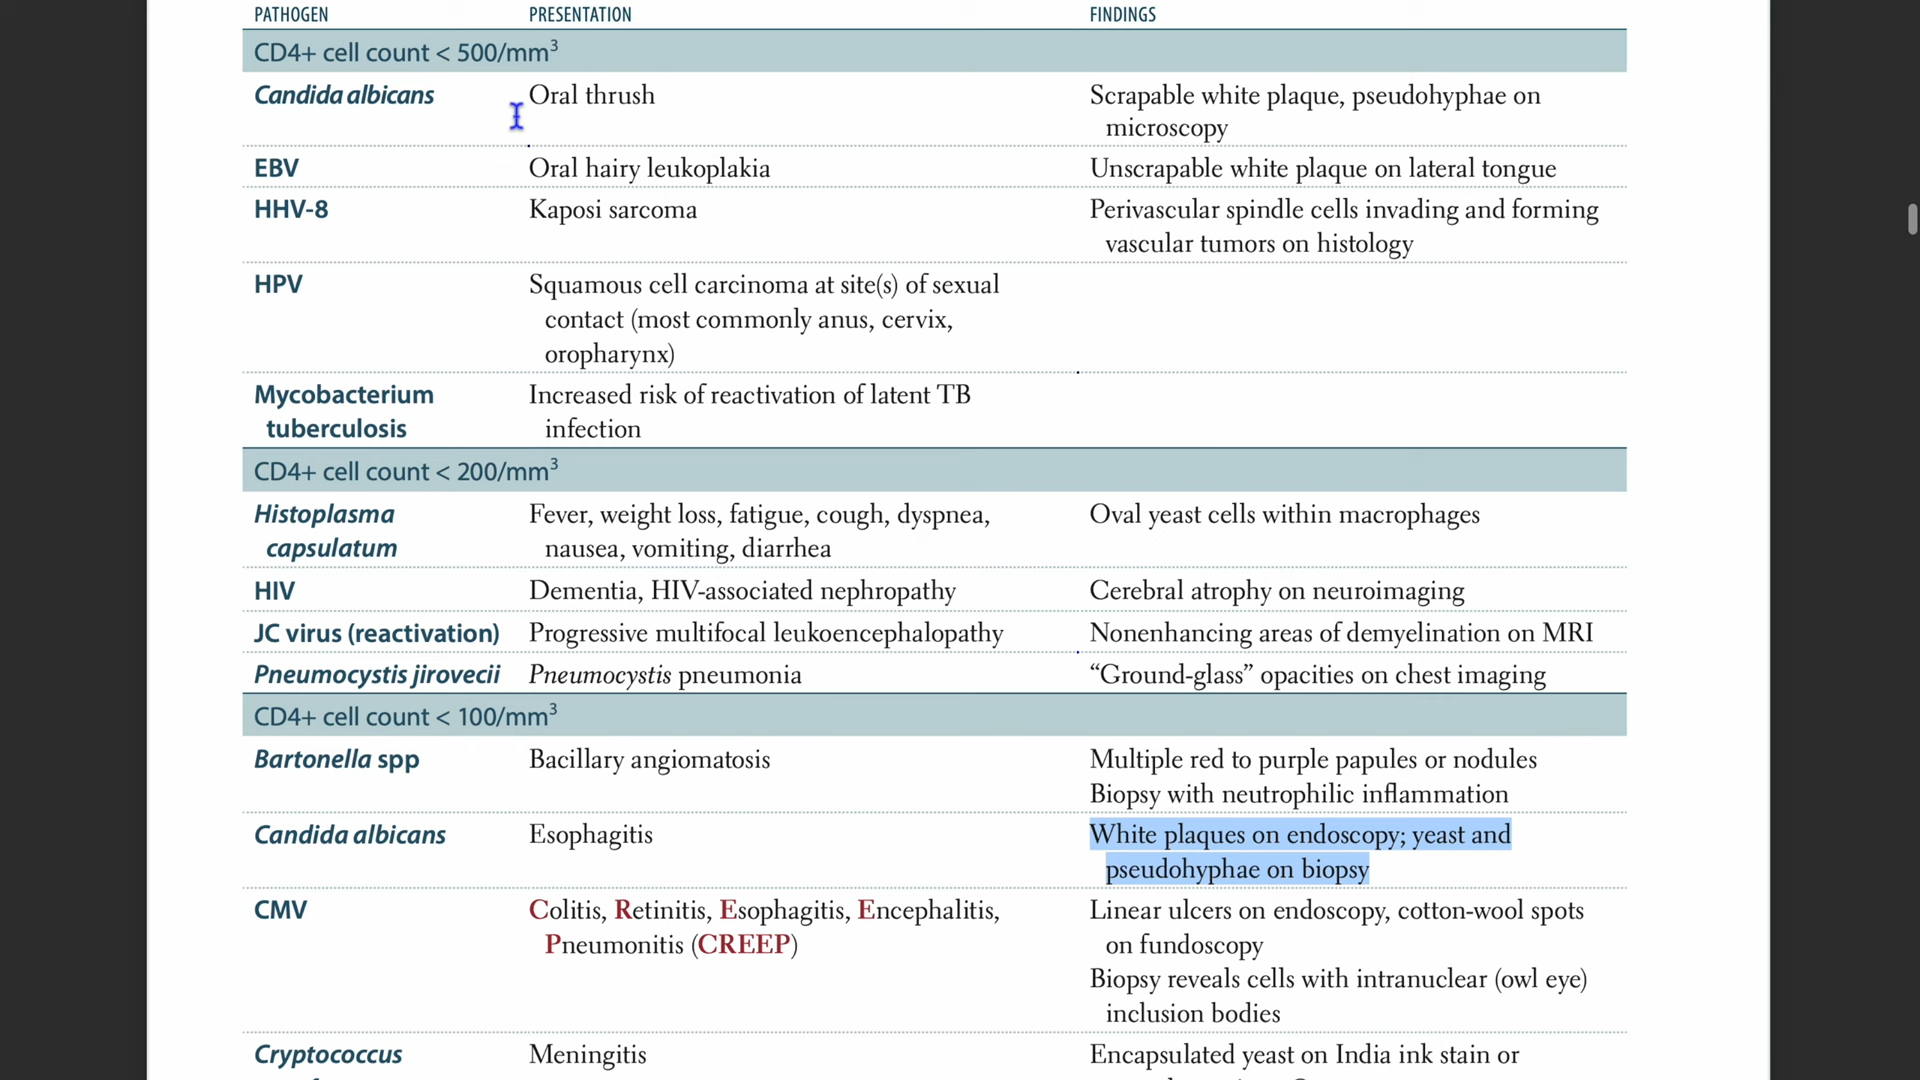 PATHOGEN PRESENTATION FINDINGS
CD4+ cell count < 500/mm³
Candida albicans Oral thrush Scrapable white plaque, pseudohyphae on
microscopy
EBV Oral hairy leukoplakia Unscrapable white plaque on lateral tongue
HHV-8 Kaposi sarcoma Perivascular spindle cells invading and forming
vascular tumors on histology
HPV Squamous cell carcinoma at site(s) of sexual
contact (most commonly anus, cervix,
oropharynx)
Mycobacterium Increased risk of reactivation of latent TB
tuberculosis infection
CD4+ cell count < 200/mm³
Histoplasma Fever, weight loss, fatigue, cough, dyspnea, Oval yeast cells within macrophages
capsulatum nausea, vomiting, diarrhea
HIV Dementia, HIV-associated nephropathy Cerebral atrophy on neuroimaging
JC virus (reactivation) Progressive multifocal leukoencephalopathy Nonenhancing areas of demyelination on MRI
Pneumocystis jirovecii Pneumocystis pneumonia “Ground-glass” opacities on chest imaging
CD4+ cell count < 100/mm³
Bartonella spp Bacillary angiomatosis Multiple red to purple papules or nodules
Biopsy with neutrophilic inflammation
Candida albicans Esophagitis White plaques on endoscopy; yeast and
pseudohyphae on biopsy
CMV Colitis, Retinitis, Esophagitis, Encephalitis, Linear ulcers on endoscopy, cotton-wool spots
Pneumonitis (CREEP) on fundoscopy
Biopsy reveals cells with intranuclear (owl eye)
inclusion bodies
Cryptococcus Meningitis Encapsulated yeast on India ink stain or